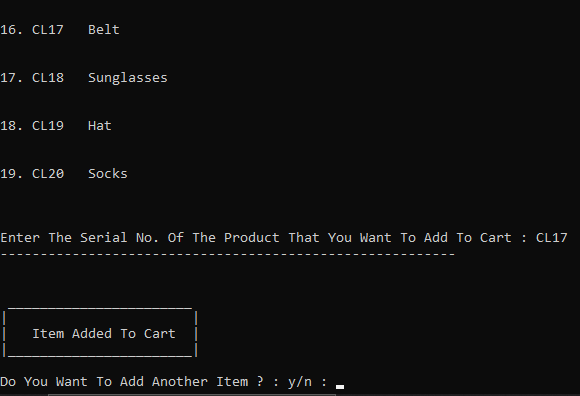 16. CL17   Belt
17. CL18   Sunglasses
18. CL19   Hat
19. CL20   Socks
Enter The Serial No. Of The Product That You Want To Add To Cart : CL17
---------------------------------------------------------
Item Added To Cart
Do You Want To Add Another Item ? : y/n :